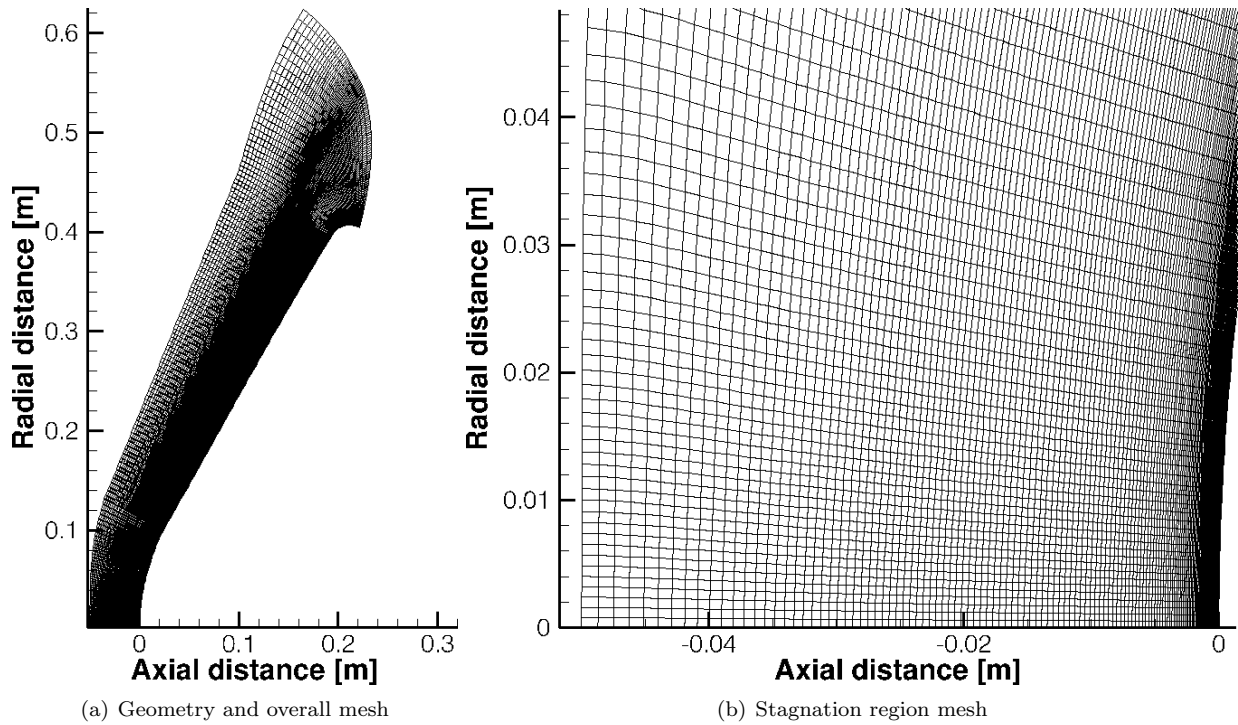 0.6
0.5
0.4
0.3
0.2
0.1
0 0.1 0.2 0.3
Radial distance [m]
Axial distance [m]
(a) Geometry and overall mesh
0.04
0.03
0.02
0.01
0
-0.04 -0.02 0
Radial distance [m]
Axial distance [m]
(b) Stagnation region mesh